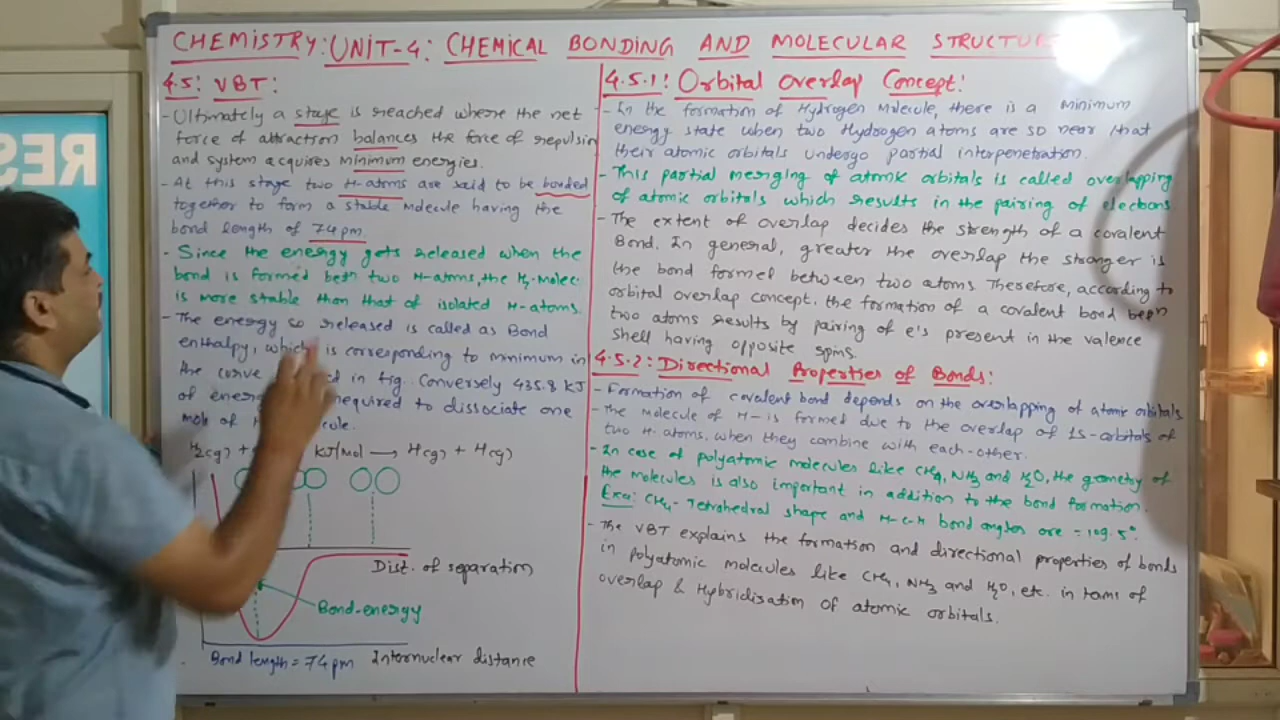 CHEMISTRY: UNIT-4: CHEMICAL BONDING AND MOLECULAR STRUCTURE
4.5: VBT:
- Ultimately a stage is reached where the net
force of attraction balances the force of repulsion
and system acquires minimum energies.
- At this stage two H-atoms are said to be bonded
together to form a stable Molecule having the
bond length of 74pm.
- Since the energy gets released when the
bond is formed betn two H-atoms, the H2-Molec
is more stable than that of isolated H-atoms.
- The energy so released is called as Bond
enthalpy, which is corresponding to minimum in
the curve in fig. Conversely 435.8 KJ
of required to dissociate one
mole of
H2(g) + KJ/Mol → H(g) + H(g)
Dist. of separation
Bond-energy
Bond length = 74pm Internuclear distance
4.5.1: Orbital Overlap Concept:
- In the formation of Hydrogen Molecule, there is a minimum
energy state when two Hydrogen atoms are so near that
their atomic orbitals undergo partial interpenetration.
- This partial merging of atomic orbitals is called overlapping
of atomic orbitals which results in the pairing of electrons
- The extent of overlap decides the strength of a covalent
Bond. In general, greater the overlap the stronger is
the bond formed between two atoms Therefore, according to
orbital overlap concept, the formation of a covalent bond betn
two atoms results by pairing of e's present in the valence
shell having opposite spins.
4.5.2: Directional Properties of Bonds:
- Formation of covalent bond depends on the overlapping of atomic orbitals
- The molecule of H- is formed due to the overlap of 1s-orbitals of
two H-atoms, when they combine with each-other.
- In case of polyatomic molecules like CH4, NH3 and H2O, the geometry of
the molecules is also important in addition to the bond formation.
Exa: CH4- Tetrahedral shape and H-C-H bond angles are = 109.5°.
- The VBT explains the formation and directional properties of bonds
in polyatomic molecules like CH4, NH3 and H2O, etc. in terms of
overlap & Hybridisation of atomic orbitals.
RES